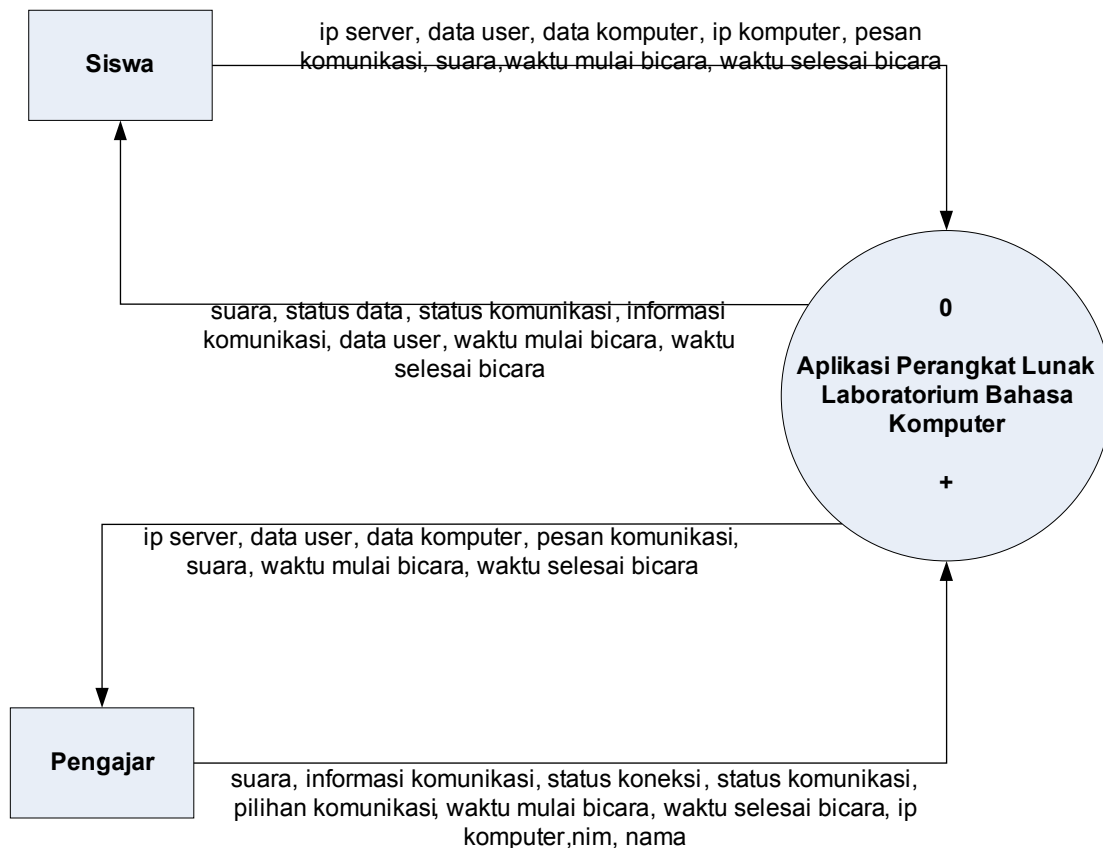 ip server, data user, data komputer, ip komputer, pesan
komunikasi, suara,waktu mulai bicara, waktu selesai bicara
Siswa
suara, status data, status komunikasi, informasi
komunikasi, data user, waktu mulai bicara, waktu
selesai bicara
0
Aplikasi Perangkat Lunak
Laboratorium Bahasa
Komputer
+
ip server, data user, data komputer, pesan komunikasi,
suara, waktu mulai bicara, waktu selesai bicara
Pengajar
suara, informasi komunikasi, status koneksi, status komunikasi,
pilihan komunikasi, waktu mulai bicara, waktu selesai bicara, ip
komputer,nim, nama